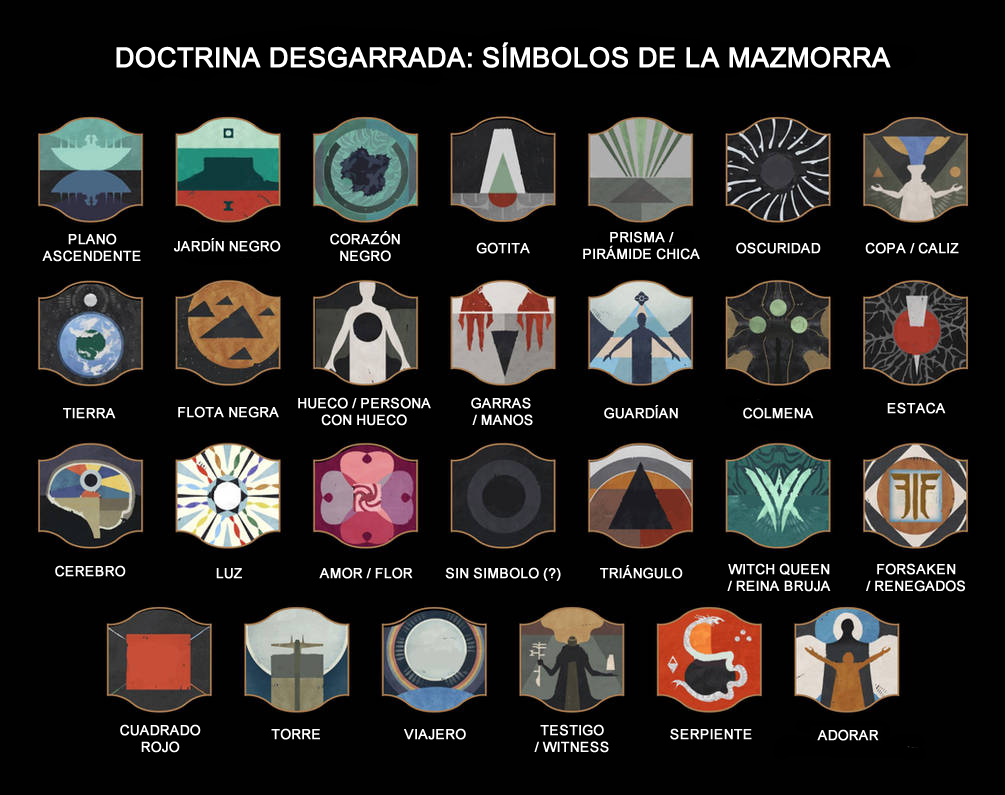 DOCTRINA DESGARRADA: SÍMBOLOS DE LA MAZMORRA
PLANO
ASCENDENTE
JARDÍN NEGRO
CORAZÓN
NEGRO
GOTITA
PRISMA /
PIRÁMIDE CHICA
OSCURIDAD
COPA / CALIZ
TIERRA
FLOTA NEGRA
HUECO / PERSONA
CON HUECO
GARRAS
/ MANOS
GUARDÍAN
COLMENA
ESTACA
CEREBRO
LUZ
AMOR / FLOR
SIN SIMBOLO (?)
TRIÁNGULO
WITCH QUEEN
/ REINA BRUJA
FORSAKEN
/ RENEGADOS
CUADRADO
ROJO
TORRE
VIAJERO
TESTIGO
/ WITNESS
SERPIENTE
ADORAR